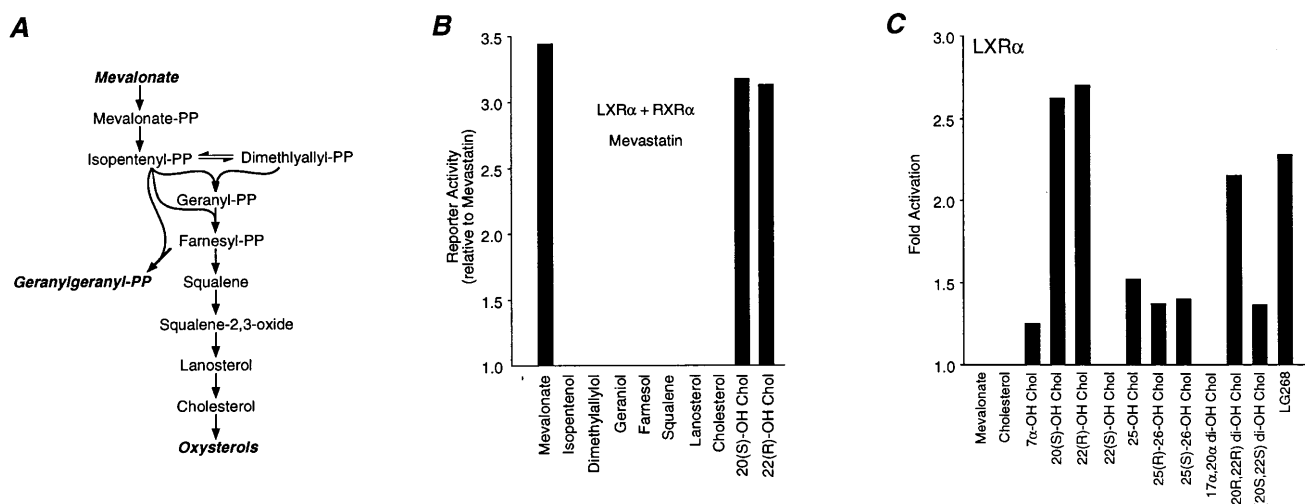 A
Mevalonate
Mevalonate-PP
Isopentenyl-PP
Dimethlyallyl-PP
Geranyl-PP
Farnesyl-PP
Geranylgeranyl-PP
Squalene
Squalene-2,3-oxide
Lanosterol
Cholesterol
Oxysterols
B
Reporter Activity
(relative to Mevastatin)
3.5
3.0
2.5
2.0
1.5
1.0
LXRα + RXRα
Mevastatin
Mevalonate
Isopentenol
Dimethylallylol
Geraniol
Farnesol
Squalene
Lanosterol
Cholesterol
20(S)-OH Chol
22(R)-OH Chol
C
Fold Activation
3.0
2.5
2.0
1.5
1.0
LXRα
Mevalonate
Cholesterol
7α-OH Chol
20(S)-OH Chol
22(R)-OH Chol
22(S)-OH Chol
25-OH Chol
25(R)-26-OH Chol
25(S)-26-OH Chol
17α,20α di-OH Chol
20R,22R) di-OH Chol
20S,22S) di-OH Chol
LG268